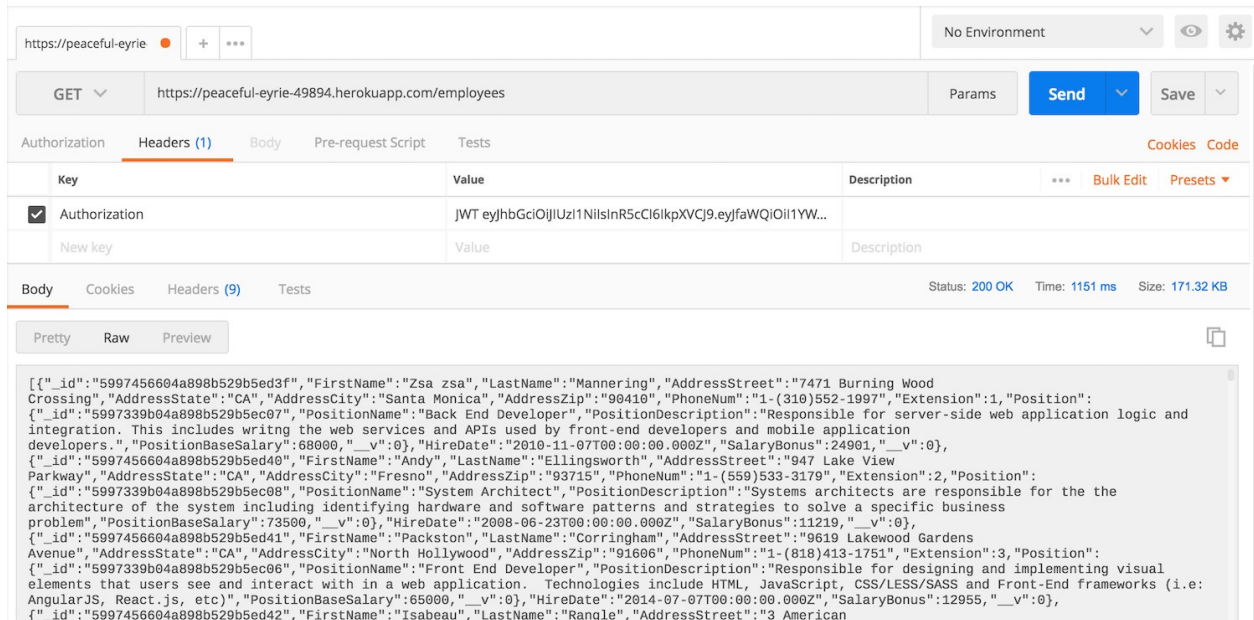 https://peaceful-eyrie
+
•••
No Environment
GET
https://peaceful-eyrie-49894.herokuapp.com/employees
Params
Send
Save
Authorization Headers (1) Body Pre-request Script Tests
Cookies Code
Key Value Description ••• Bulk Edit Presets
Authorization JWT eyJhbGciOiJIUzI1NiIsInR5cCI6IkpXVCJ9.eyJfaWQiOiI1YW...
New key Value Description
Body Cookies Headers (9) Tests
Status: 200 OK Time: 1151 ms Size: 171.32 KB
Pretty Raw Preview
[{"_id":"5997456604a898b529b5ed3f","FirstName":"Zsa zsa","LastName":"Mannering","AddressStreet":"7471 Burning Wood
Crossing","AddressState":"CA","AddressCity":"Santa Monica","AddressZip":"90410","PhoneNum":"1-(310)552-1997","Extension":1,"Position":
{"_id":"5997339b04a898b529b5ec07","PositionName":"Back End Developer","PositionDescription":"Responsible for server-side web application logic and
integration. This includes writng the web services and APIs used by front-end developers and mobile application
developers.","PositionBaseSalary":68000,"__v":0},"HireDate":"2010-11-07T00:00:00.000Z","SalaryBonus":24901,"__v":0},
{"_id":"5997456604a898b529b5ed40","FirstName":"Andy","LastName":"Ellingsworth","AddressStreet":"947 Lake View
Parkway","AddressState":"CA","AddressCity":"Fresno","AddressZip":"93715","PhoneNum":"1-(559)533-3179","Extension":2,"Position":
{"_id":"5997339b04a898b529b5ec08","PositionName":"System Architect","PositionDescription":"Systems architects are responsible for the the
architecture of the system including identifying hardware and software patterns and strategies to solve a specific business
problem","PositionBaseSalary":73500,"__v":0},"HireDate":"2008-06-23T00:00:00.000Z","SalaryBonus":11219,"__v":0},
{"_id":"5997456604a898b529b5ed41","FirstName":"Packston","LastName":"Corringham","AddressStreet":"9619 Lakewood Gardens
Avenue","AddressState":"CA","AddressCity":"North Hollywood","AddressZip":"91606","PhoneNum":"1-(818)413-1751","Extension":3,"Position":
{"_id":"5997339b04a898b529b5ec06","PositionName":"Front End Developer","PositionDescription":"Responsible for designing and implementing visual
elements that users see and interact with in a web application.  Technologies include HTML, JavaScript, CSS/LESS/SASS and Front-End frameworks (i.e:
AngularJS, React.js, etc)","PositionBaseSalary":65000,"__v":0},"HireDate":"2014-07-07T00:00:00.000Z","SalaryBonus":12955,"__v":0},
{"_id":"5997456604a898b529b5ed42","FirstName":"Isabeau","LastName":"Rangle","AddressStreet":"3 American